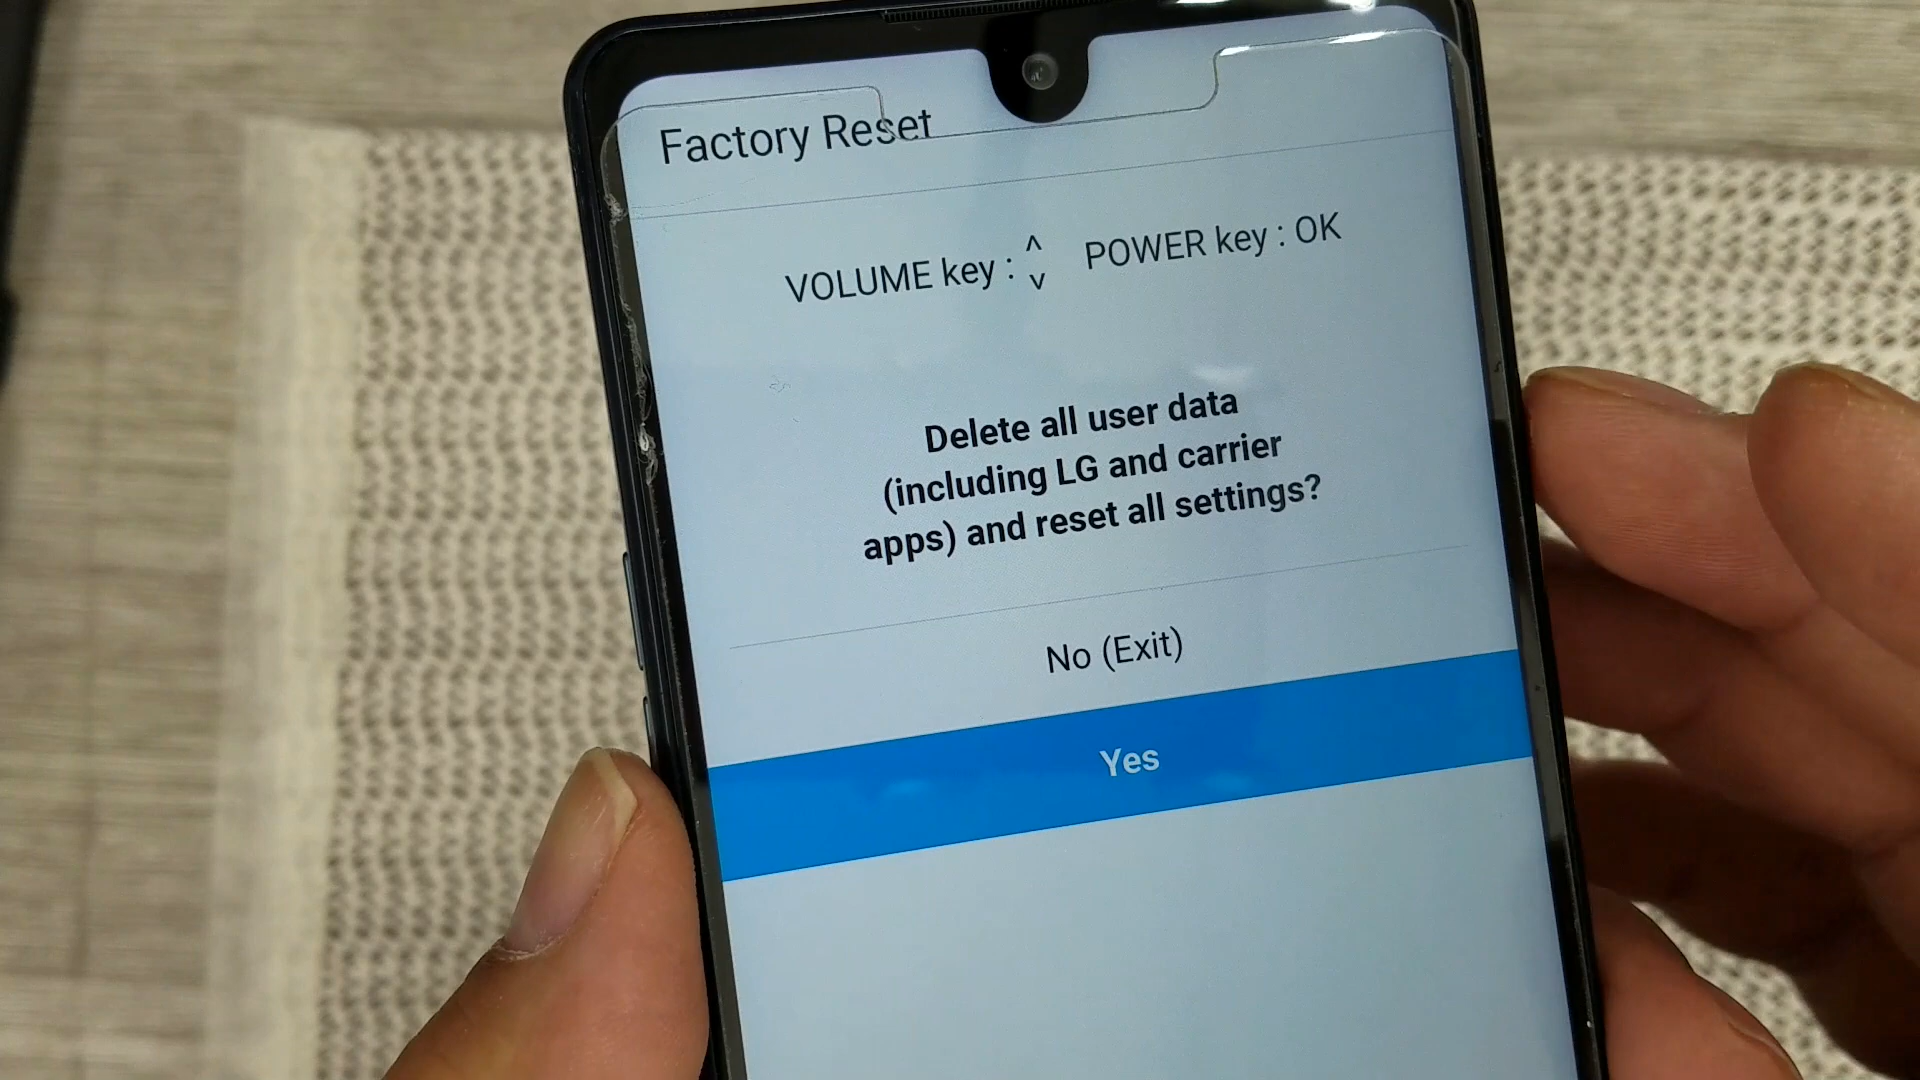 Factory Reset
VOLUME key : ^ v POWER key : OK
Delete all user data
(including LG and carrier
apps) and reset all settings?
No (Exit)
Yes